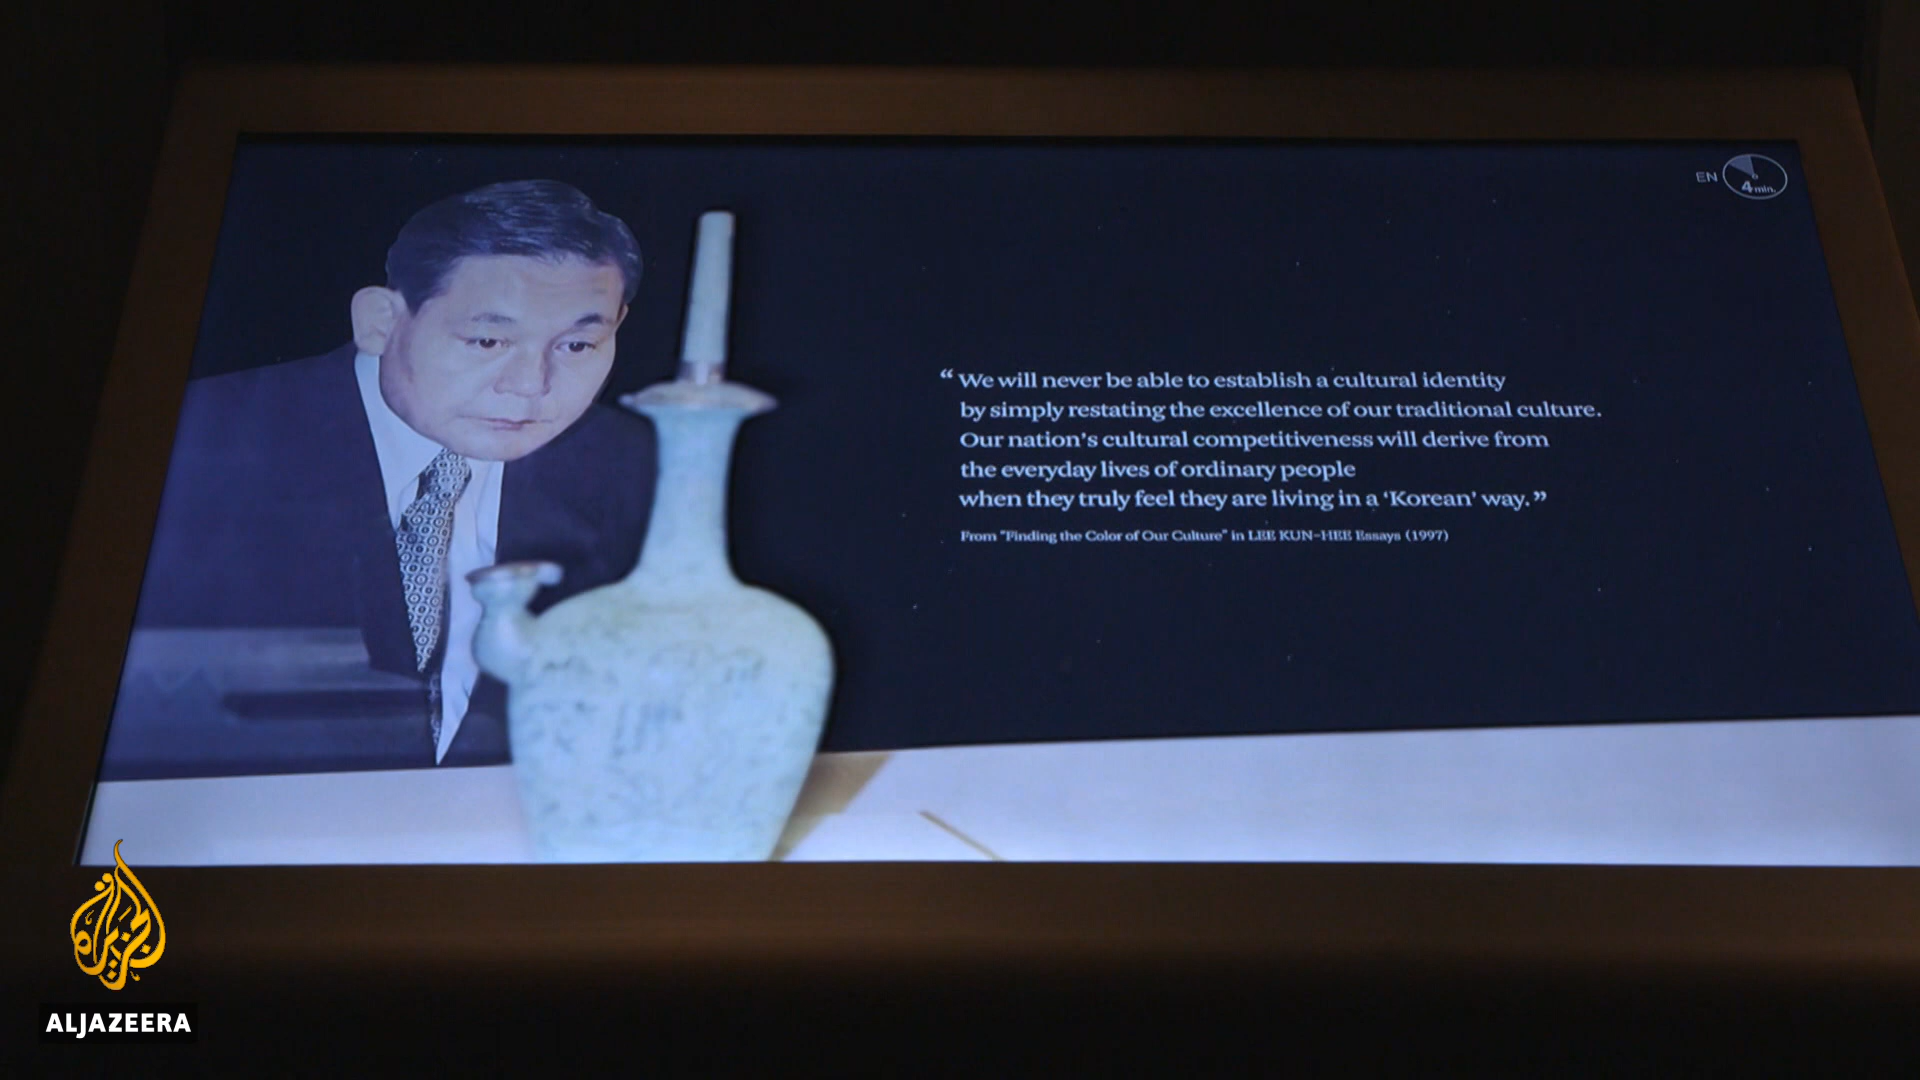 EN 4min.
“ We will never be able to establish a cultural identity
by simply restating the excellence of our traditional culture.
Our nation’s cultural competitiveness will derive from
the everyday lives of ordinary people
when they truly feel they are living in a ‘Korean’ way. ”
From “Finding the Color of Our Culture” in LEE KUN-HEE Essays (1997)
الجزيرة
ALJAZEERA